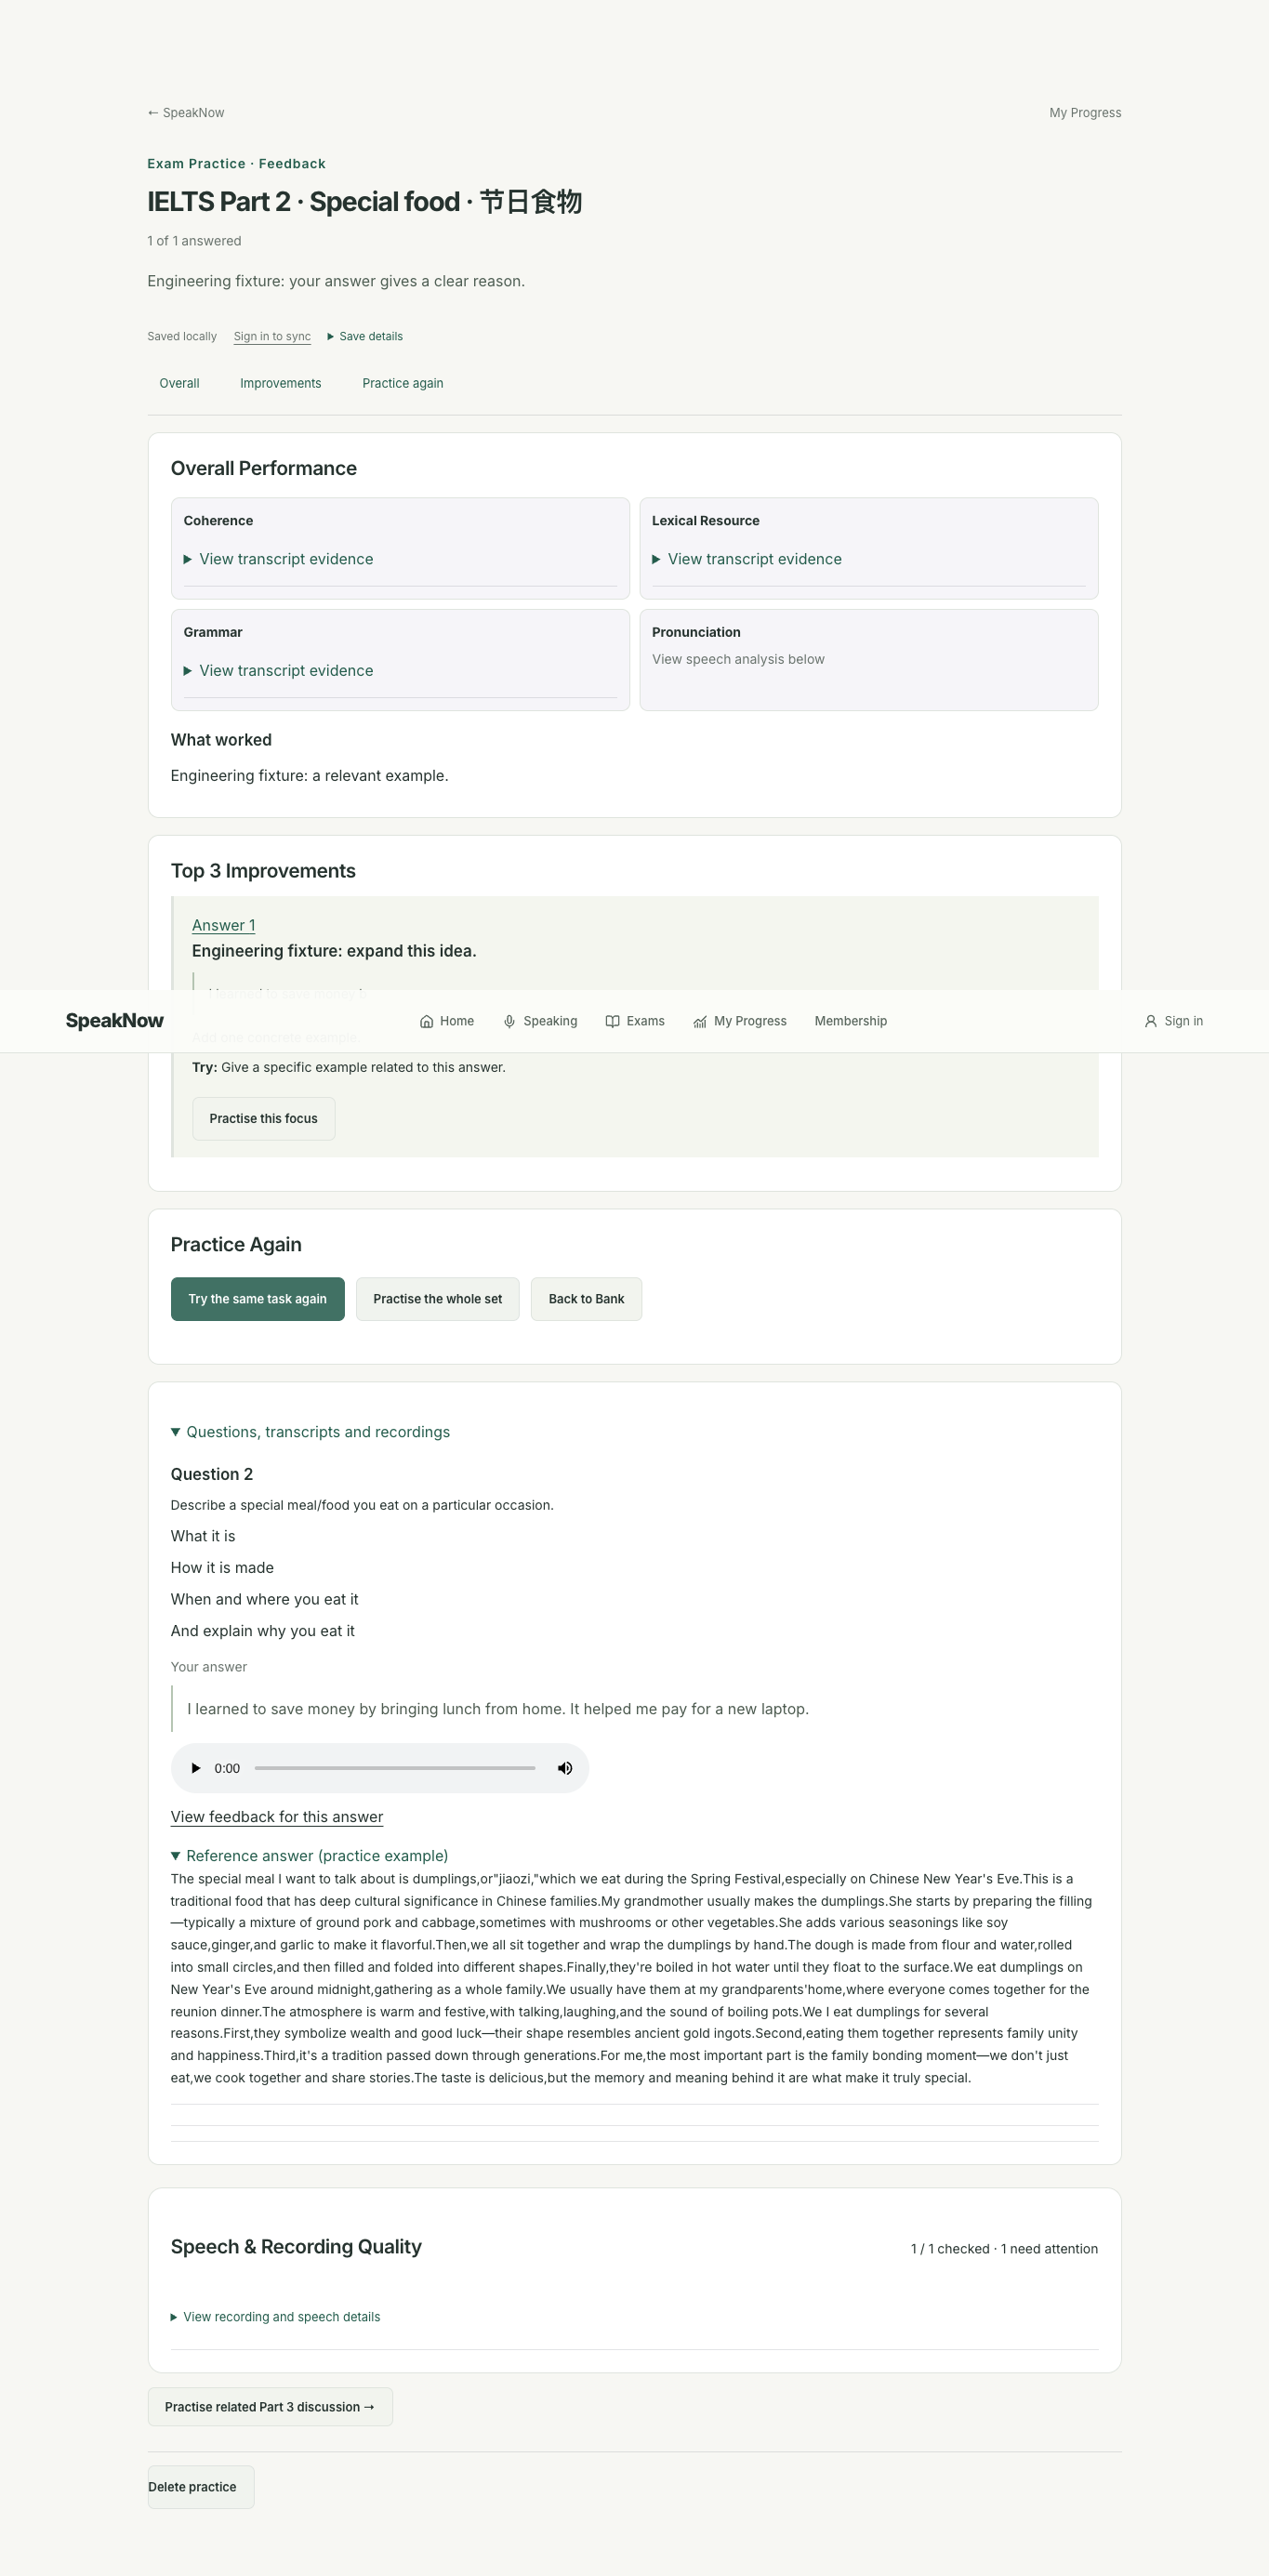 ← SpeakNow
My Progress
Exam Practice · Feedback
IELTS Part 2 · Special food · 节日食物
1 of 1 answered
Engineering fixture: your answer gives a clear reason.
Saved locally Sign in to sync ▶ Save details
Overall Improvements Practice again
Overall Performance
Coherence
▶ View transcript evidence
Lexical Resource
▶ View transcript evidence
Grammar
▶ View transcript evidence
Pronunciation
View speech analysis below
What worked
Engineering fixture: a relevant example.
Top 3 Improvements
Answer 1
Engineering fixture: expand this idea.
I learned to save money b
SpeakNow Home Speaking Exams My Progress Membership Sign in
Add one concrete example.
Try: Give a specific example related to this answer.
Practise this focus
Practice Again
Try the same task again Practise the whole set Back to Bank
▼ Questions, transcripts and recordings
Question 2
Describe a special meal/food you eat on a particular occasion.
What it is
How it is made
When and where you eat it
And explain why you eat it
Your answer
I learned to save money by bringing lunch from home. It helped me pay for a new laptop.
0:00
View feedback for this answer
▼ Reference answer (practice example)
The special meal I want to talk about is dumplings,or"jiaozi,"which we eat during the Spring Festival,especially on Chinese New Year's Eve.This is a
traditional food that has deep cultural significance in Chinese families.My grandmother usually makes the dumplings.She starts by preparing the filling
—typically a mixture of ground pork and cabbage,sometimes with mushrooms or other vegetables.She adds various seasonings like soy
sauce,ginger,and garlic to make it flavorful.Then,we all sit together and wrap the dumplings by hand.The dough is made from flour and water,rolled
into small circles,and then filled and folded into different shapes.Finally,they're boiled in hot water until they float to the surface.We eat dumplings on
New Year's Eve around midnight,gathering as a whole family.We usually have them at my grandparents'home,where everyone comes together for the
reunion dinner.The atmosphere is warm and festive,with talking,laughing,and the sound of boiling pots.We I eat dumplings for several
reasons.First,they symbolize wealth and good luck—their shape resembles ancient gold ingots.Second,eating them together represents family unity
and happiness.Third,it's a tradition passed down through generations.For me,the most important part is the family bonding moment—we don't just
eat,we cook together and share stories.The taste is delicious,but the memory and meaning behind it are what make it truly special.
Speech & Recording Quality
1 / 1 checked · 1 need attention
▶ View recording and speech details
Practise related Part 3 discussion →
Delete practice